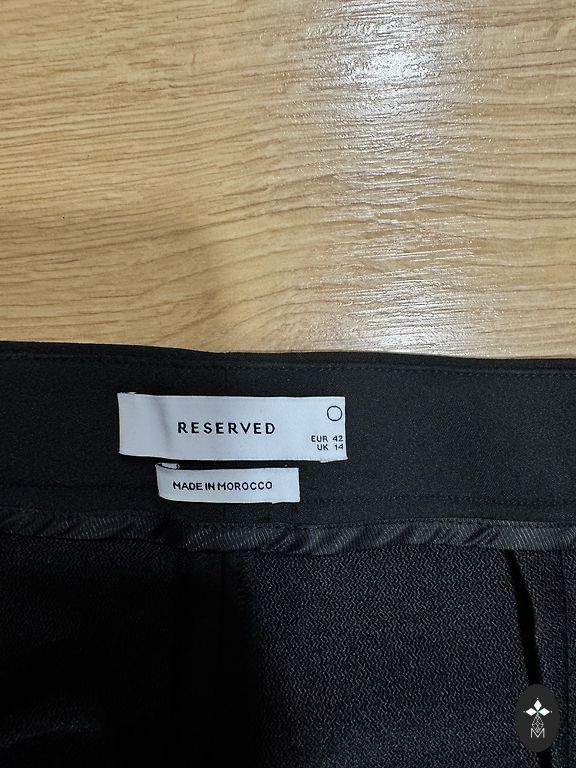 RESERVED
EUR 42
UK 14
MADE IN MOROCCO